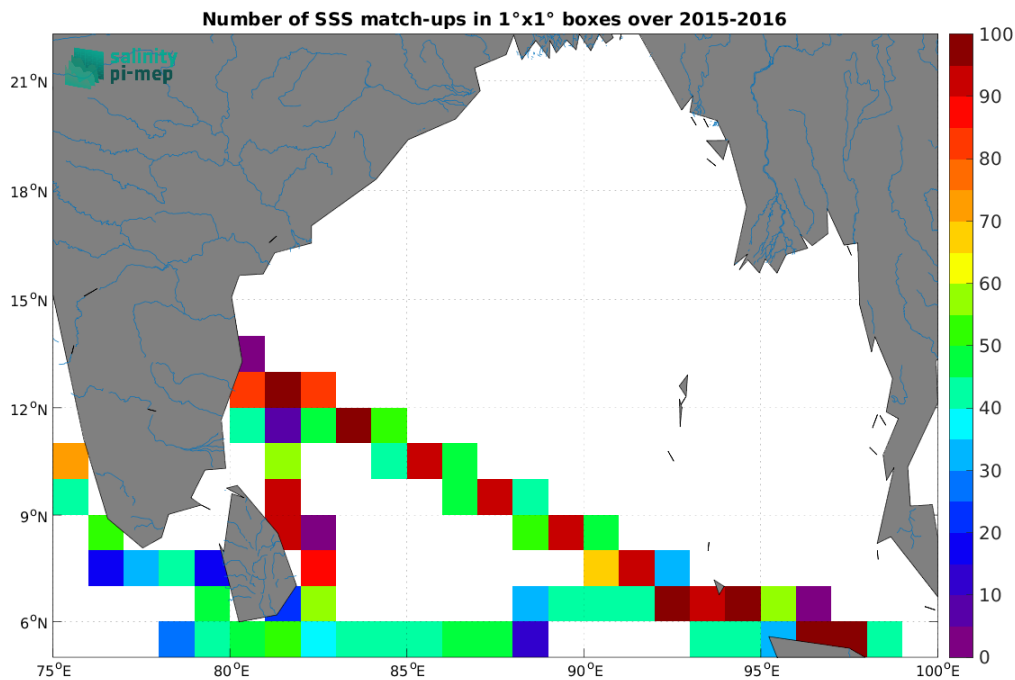 Number of SSS match-ups in 1°x1° boxes over 2015-2016
salinity
pi-mep
21°N
18°N
15°N
12°N
9°N
6°N
75°E
80°E
85°E
90°E
95°E
100°E
100
90
80
70
60
50
40
30
20
10
0